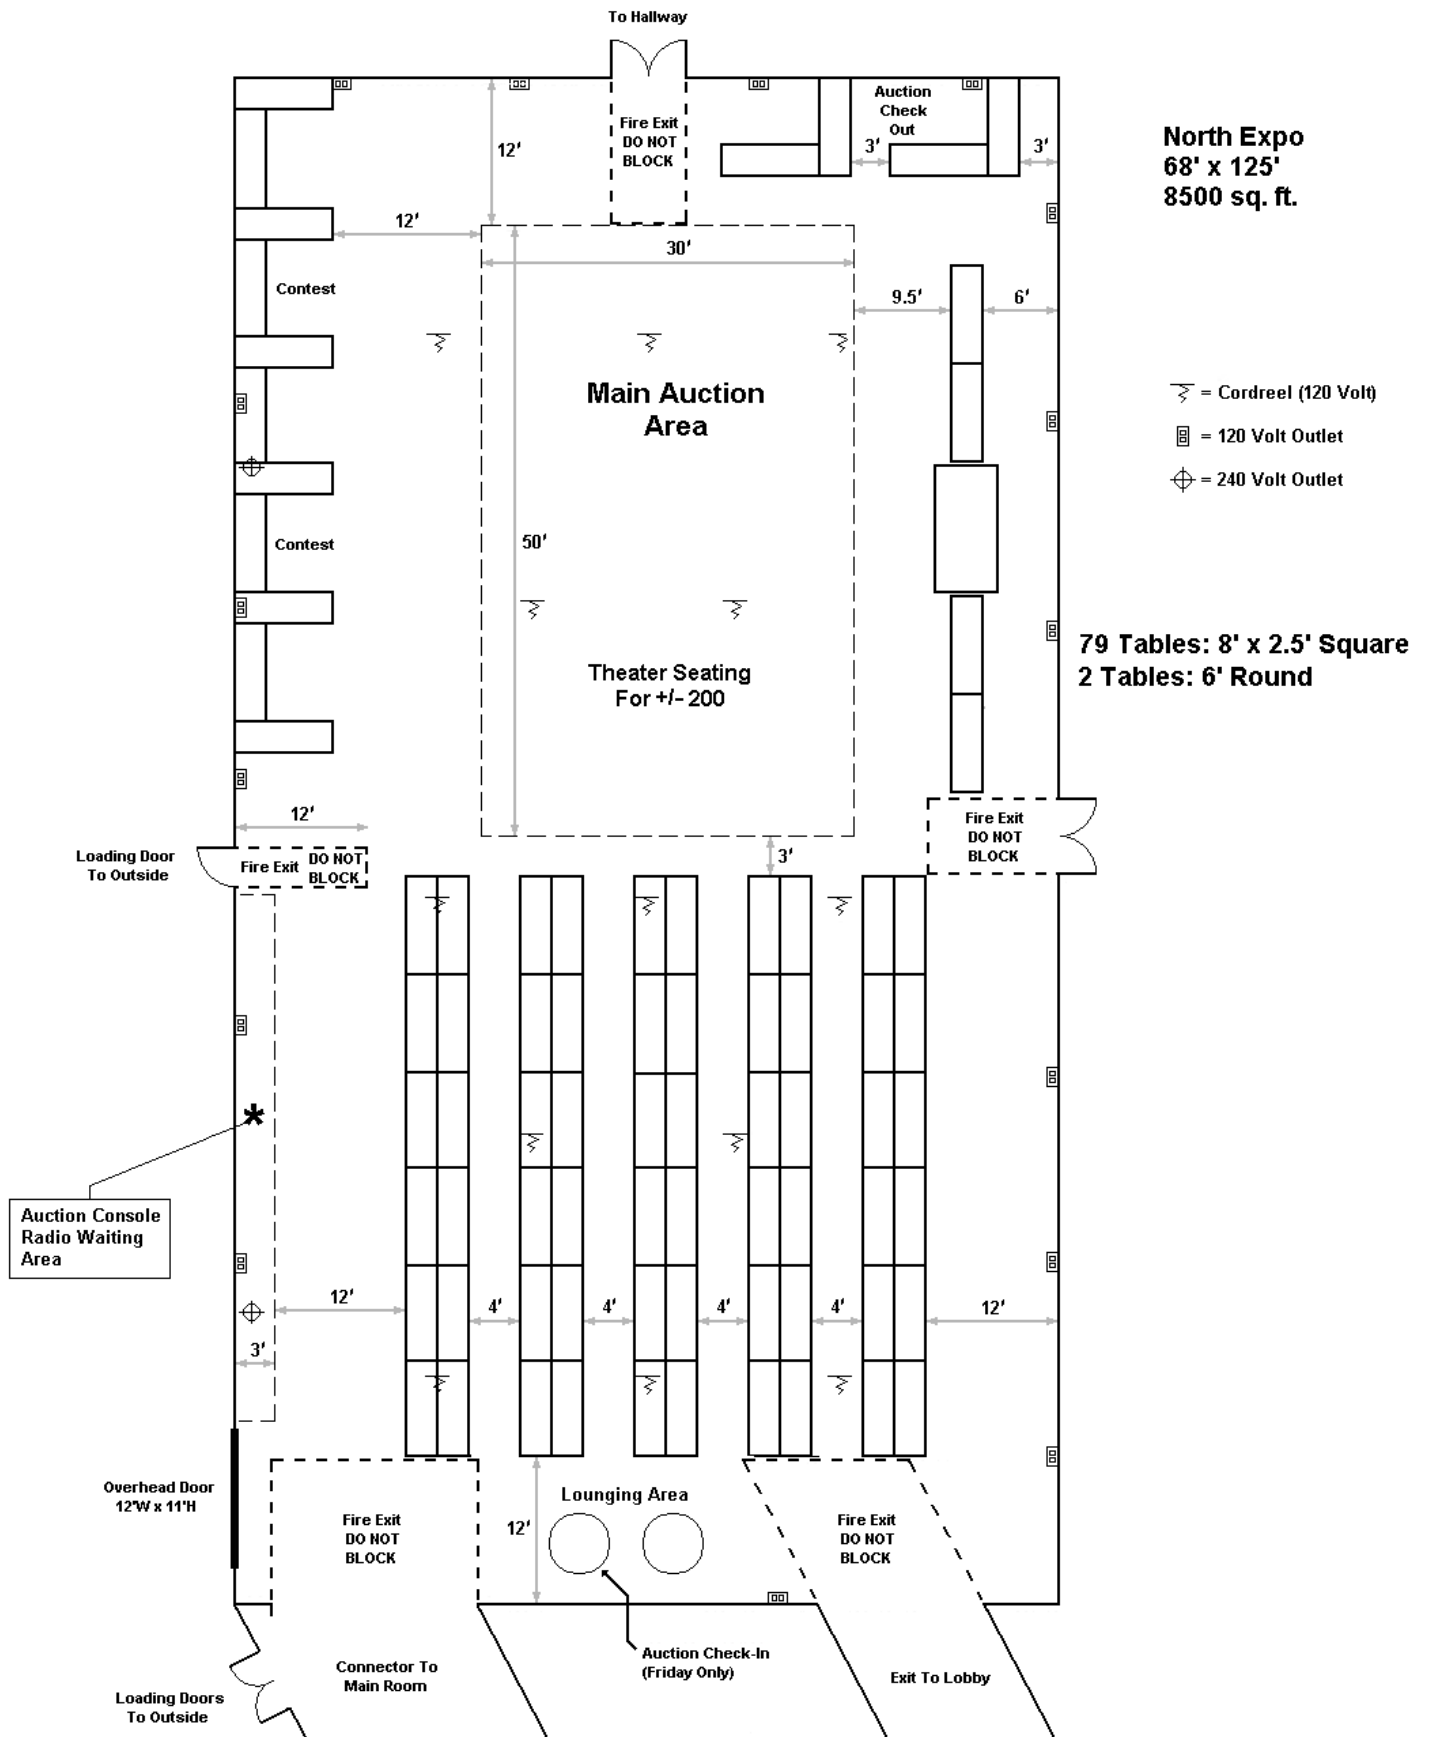 To Hallway
Auction
Check
Out
Fire Exit
DO NOT
BLOCK
12'
3'
3'
North Expo
68' x 125'
8500 sq. ft.
12'
30'
Contest
9.5'
6'
Main Auction
Area
= Cordreel (120 Volt)
= 120 Volt Outlet
= 240 Volt Outlet
Contest
50'
Theater Seating
For +/- 200
79 Tables: 8' x 2.5' Square
2 Tables: 6' Round
12'
Fire Exit
DO NOT
BLOCK
Loading Door
To Outside
Fire Exit
DO NOT
BLOCK
3'
*
Auction Console
Radio Waiting
Area
12'
4'
4'
4'
4'
12'
3'
Overhead Door
12'W x 11'H
Lounging Area
Fire Exit
DO NOT
BLOCK
12'
Fire Exit
DO NOT
BLOCK
Auction Check-In
(Friday Only)
Connector To
Main Room
Exit To Lobby
Loading Doors
To Outside